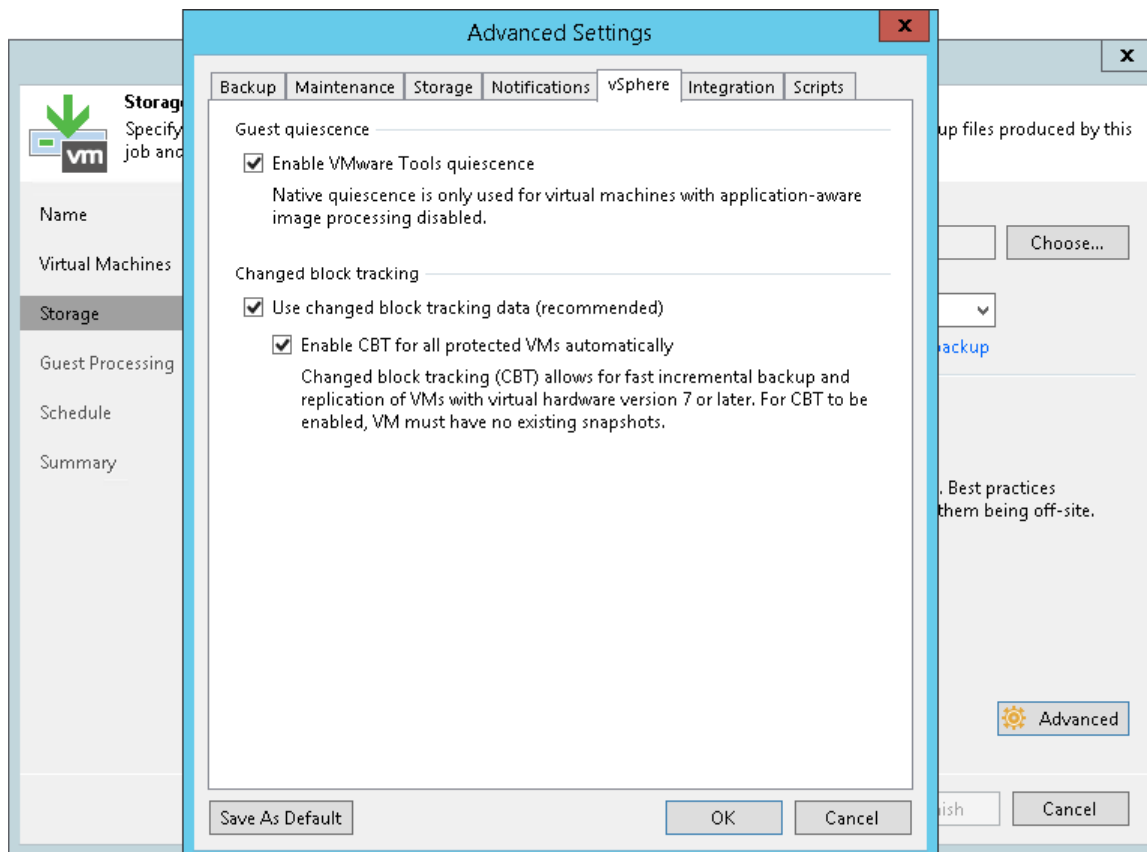 Advanced Settings
x
x
Backup Maintenance Storage Notifications vSphere Integration Scripts
Specify
up files produced by this
job and
vm
Guest quiescence
Enable VMware Tools quiescence
Native quiescence is only used for virtual machines with application-aware
image processing disabled.
Changed block tracking
Use changed block tracking data (recommended)
Enable CBT for all protected VMs automatically
Changed block tracking (CBT) allows for fast incremental backup and
replication of VMs with virtual hardware version 7 or later. For CBT to be
enabled, VM must have no existing snapshots.
Name
Virtual Machines
Storage
Guest Processing
Schedule
Summary
Choose...
. Best practices
them being off-site.
Advanced
Save As Default OK Cancel
Cancel